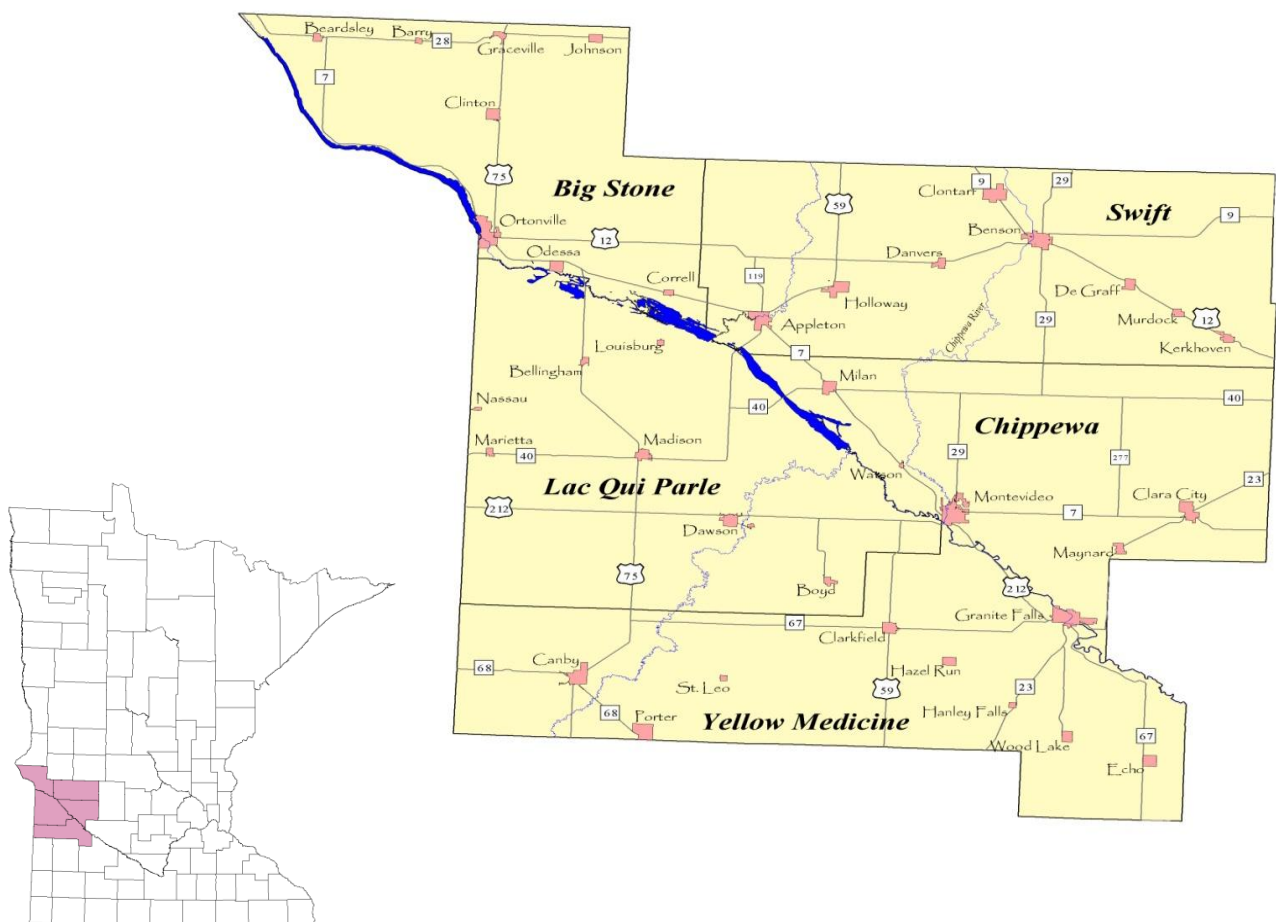 Beardsley
Barry
28
Graceville
Johnson
7
Clinton
75
Big Stone
59
9
Clontarf
29
Swift
9
Ortonville
12
Benson
Odessa
Danvers
119
Correll
Holloway
De Graff
Appleton
Chippewa River
29
Murdock
12
Kerkhoven
Louisburg
7
Bellingham
Milan
Nassau
40
40
Chippewa
Marietta
40
Madison
29
277
Watson
Lac Qui Parle
23
212
Montevideo
Clara City
Dawson
7
Maynard
75
Boyd
212
67
Granite Falls
Clarkfield
68
Canby
Hazel Run
St. Leo
59
23
68
Porter
Yellow Medicine
Hanley Falls
Wood Lake
67
Echo